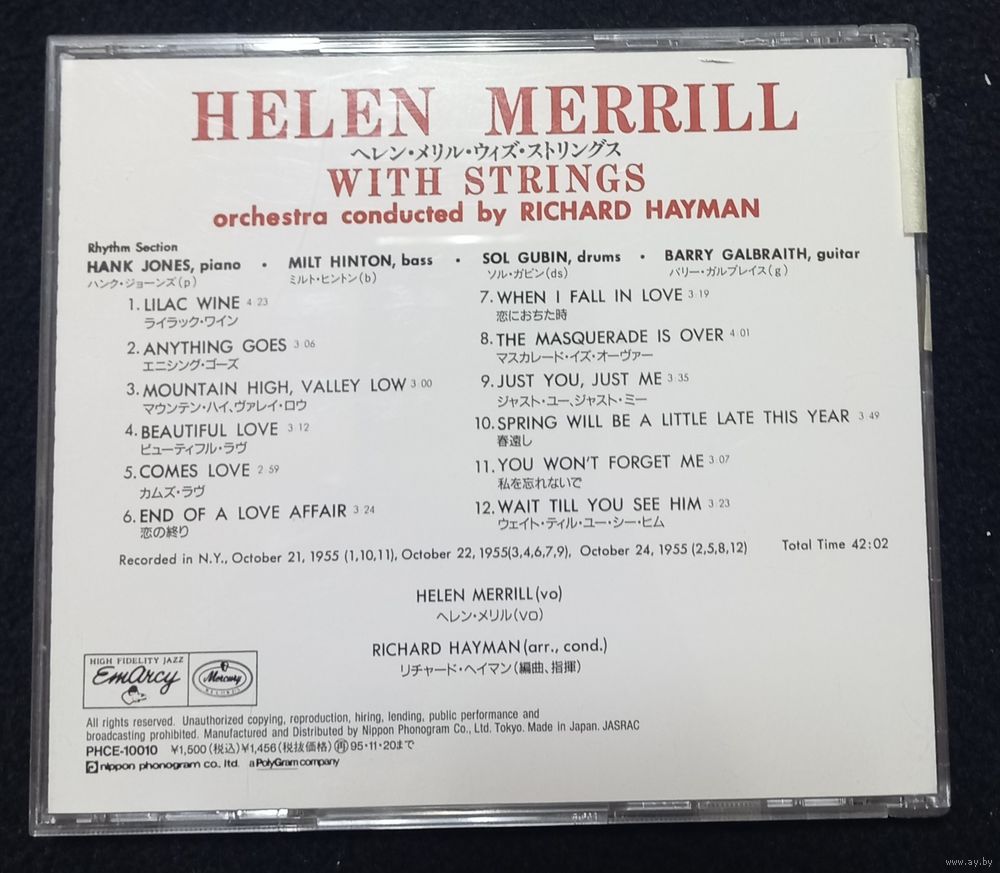 HELEN MERRILL
ヘレン・メリル・ウィズ・ストリングス
WITH STRINGS
orchestra conducted by RICHARD HAYMAN
Rhythm Section
HANK JONES, piano • MILT HINTON, bass • SOL GUBIN, drums • BARRY GALBRAITH, guitar
ハンク・ジョーンズ(p) ミルト・ヒントン(b) ソル・ガビン(ds) バリー・ガルブレイス(g)
1. LILAC WINE 4 23
ライラック・ワイン
2. ANYTHING GOES 3 06
エニシング・ゴーズ
3. MOUNTAIN HIGH, VALLEY LOW 3 00
マウンテン・ハイ、ヴァレイ・ロウ
4. BEAUTIFUL LOVE 3 12
ビューティフル・ラヴ
5. COMES LOVE 2 59
カムズ・ラヴ
6. END OF A LOVE AFFAIR 3 24
恋の終り
7. WHEN I FALL IN LOVE 3 19
恋におちた時
8. THE MASQUERADE IS OVER 4 01
マスカレード・イズ・オーヴァー
9. JUST YOU, JUST ME 3 35
ジャスト・ユー、ジャスト・ミー
10. SPRING WILL BE A LITTLE LATE THIS YEAR 3 49
春遠し
11. YOU WON'T FORGET ME 3 07
私を忘れないで
12. WAIT TILL YOU SEE HIM 3 23
ウェイト・ティル・ユー・シー・ヒム
Recorded in N.Y., October 21, 1955 (1,10,11), October 22, 1955(3,4,6,7,9), October 24, 1955 (2,5,8,12) Total Time 42:02
HELEN MERRILL(vo)
ヘレン・メリル(vo)
RICHARD HAYMAN(arr., cond.)
リチャード・ヘイマン(編曲、指揮)
HIGH FIDELITY JAZZ
EmArcy
Mercury
RECORDS
All rights reserved. Unauthorized copying, reproduction, hiring, lending, public performance and
broadcasting prohibited. Manufactured and Distributed by Nippon Phonogram Co., Ltd. Tokyo. Made in Japan. JASRAC
PHCE-10010 ¥1,500(税込)¥1,456(税抜価格)㊢95・11・20まで
nippon phonogram co., ltd. a PolyGram company
www.ay.by